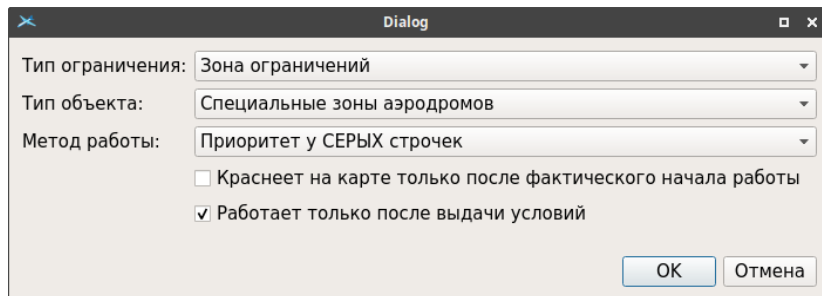 Dialog
Тип ограничения: Зона ограничений
Тип объекта: Специальные зоны аэродромов
Метод работы: Приоритет у СЕРЫХ строчек
Краснеет на карте только после фактического начала работы
Работает только после выдачи условий
OK Отмена